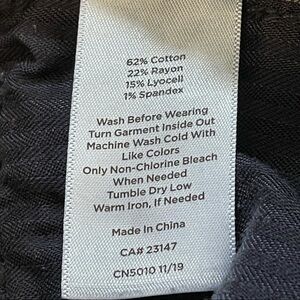 62% Cotton
22% Rayon
15% Lyocell
1% Spandex
Wash Before Wearing
Turn Garment Inside Out
Machine Wash Cold With
Like Colors
Only Non-Chlorine Bleach
When Needed
Tumble Dry Low
Warm Iron, If Needed
Made In China
CA# 23147
CN5010 11/19